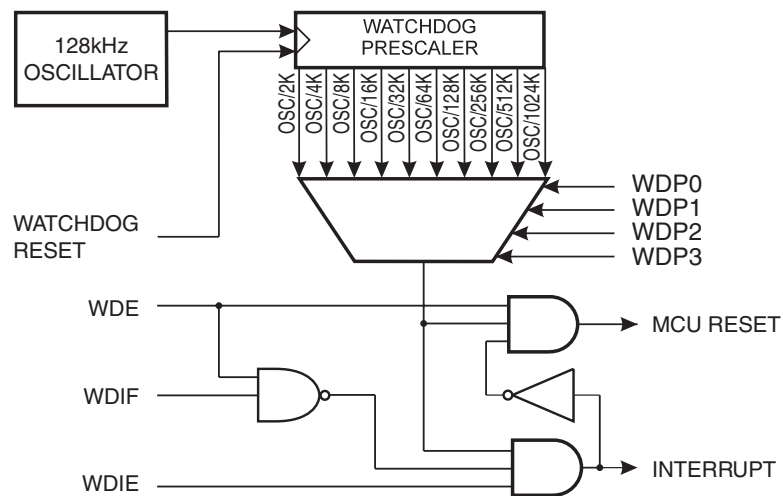 128kHz
OSCILLATOR
WATCHDOG
PRESCALER
OSC/2K
OSC/4K
OSC/8K
OSC/16K
OSC/32K
OSC/64K
OSC/128K
OSC/256K
OSC/512K
OSC/1024K
WATCHDOG
RESET
WDP0
WDP1
WDP2
WDP3
WDE
MCU RESET
WDIF
WDIE
INTERRUPT